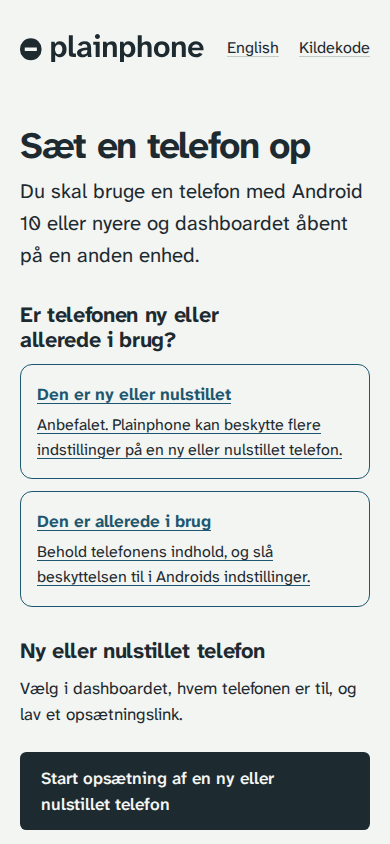 plainphone English Kildekode
Sæt en telefon op
Du skal bruge en telefon med Android
10 eller nyere og dashboardet åbent
på en anden enhed.
Er telefonen ny eller
allerede i brug?
Den er ny eller nulstillet
Anbefalet. Plainphone kan beskytte flere
indstillinger på en ny eller nulstillet telefon.
Den er allerede i brug
Behold telefonens indhold, og slå
beskyttelsen til i Androids indstillinger.
Ny eller nulstillet telefon
Vælg i dashboardet, hvem telefonen er til, og
lav et opsætningslink.
Start opsætning af en ny eller
nulstillet telefon